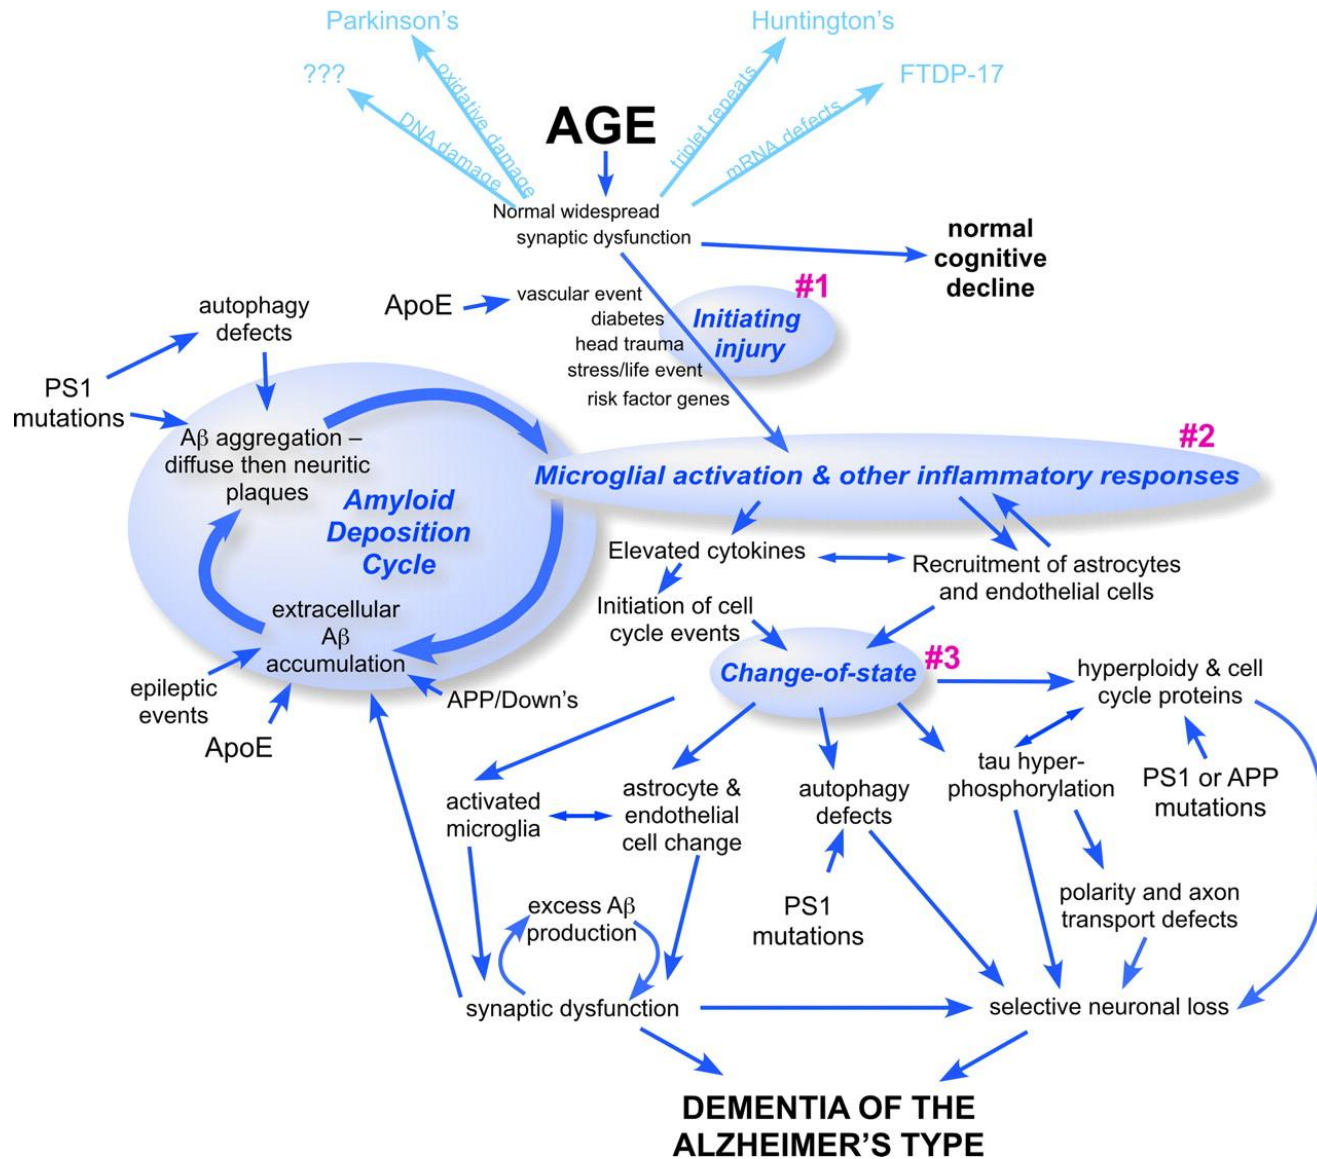 Parkinson's
Huntington's
???
FTDP-17
oxidative damage
DNA damage
triplet repeats
mRNA defects
AGE
Normal widespread
synaptic dysfunction
normal
cognitive
decline
#1
Initiating
injury
ApoE
vascular event
diabetes
head trauma
stress/life event
risk factor genes
autophagy
defects
PS1
mutations
Aβ aggregation –
diffuse then neuritic
plaques
Amyloid
Deposition
Cycle
extracellular
Aβ
accumulation
epileptic
events
ApoE
APP/Down's
#2
Microglial activation & other inflammatory responses
Elevated cytokines
Recruitment of astrocytes
and endothelial cells
Initiation of cell
cycle events
Change-of-state
#3
hyperploidy & cell
cycle proteins
activated
microglia
astrocyte &
endothelial
cell change
autophagy
defects
tau hyper-
phosphorylation
PS1 or APP
mutations
PS1
mutations
polarity and axon
transport defects
excess Aβ
production
synaptic dysfunction
selective neuronal loss
DEMENTIA OF THE
ALZHEIMER'S TYPE